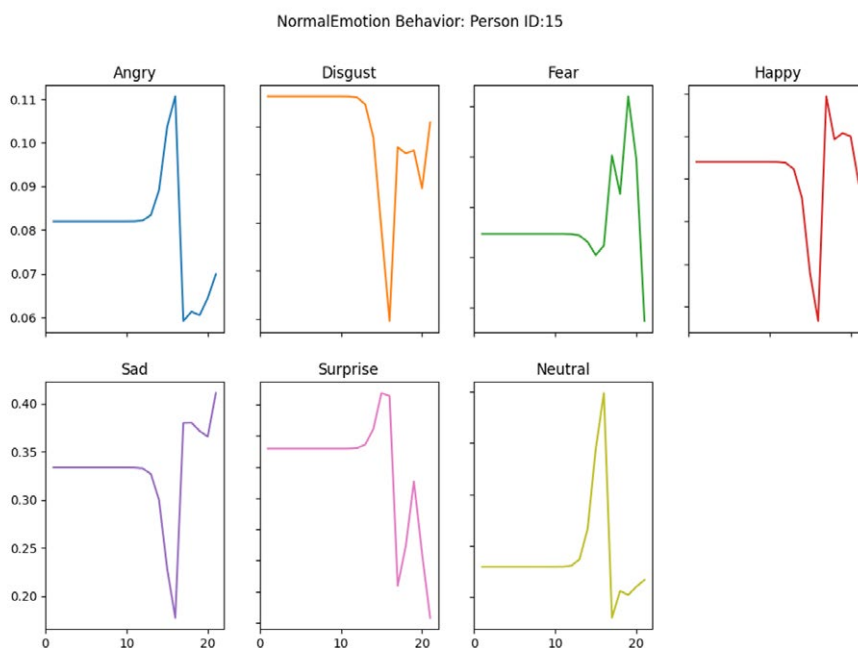 NormalEmotion Behavior: Person ID:15
Angry
Disgust
Fear
Happy
0.11
0.10
0.09
0.08
0.07
0.06
Sad
Surprise
Neutral
0.40
0.35
0.30
0.25
0.20
0 10 20
0 10 20
0 10 20